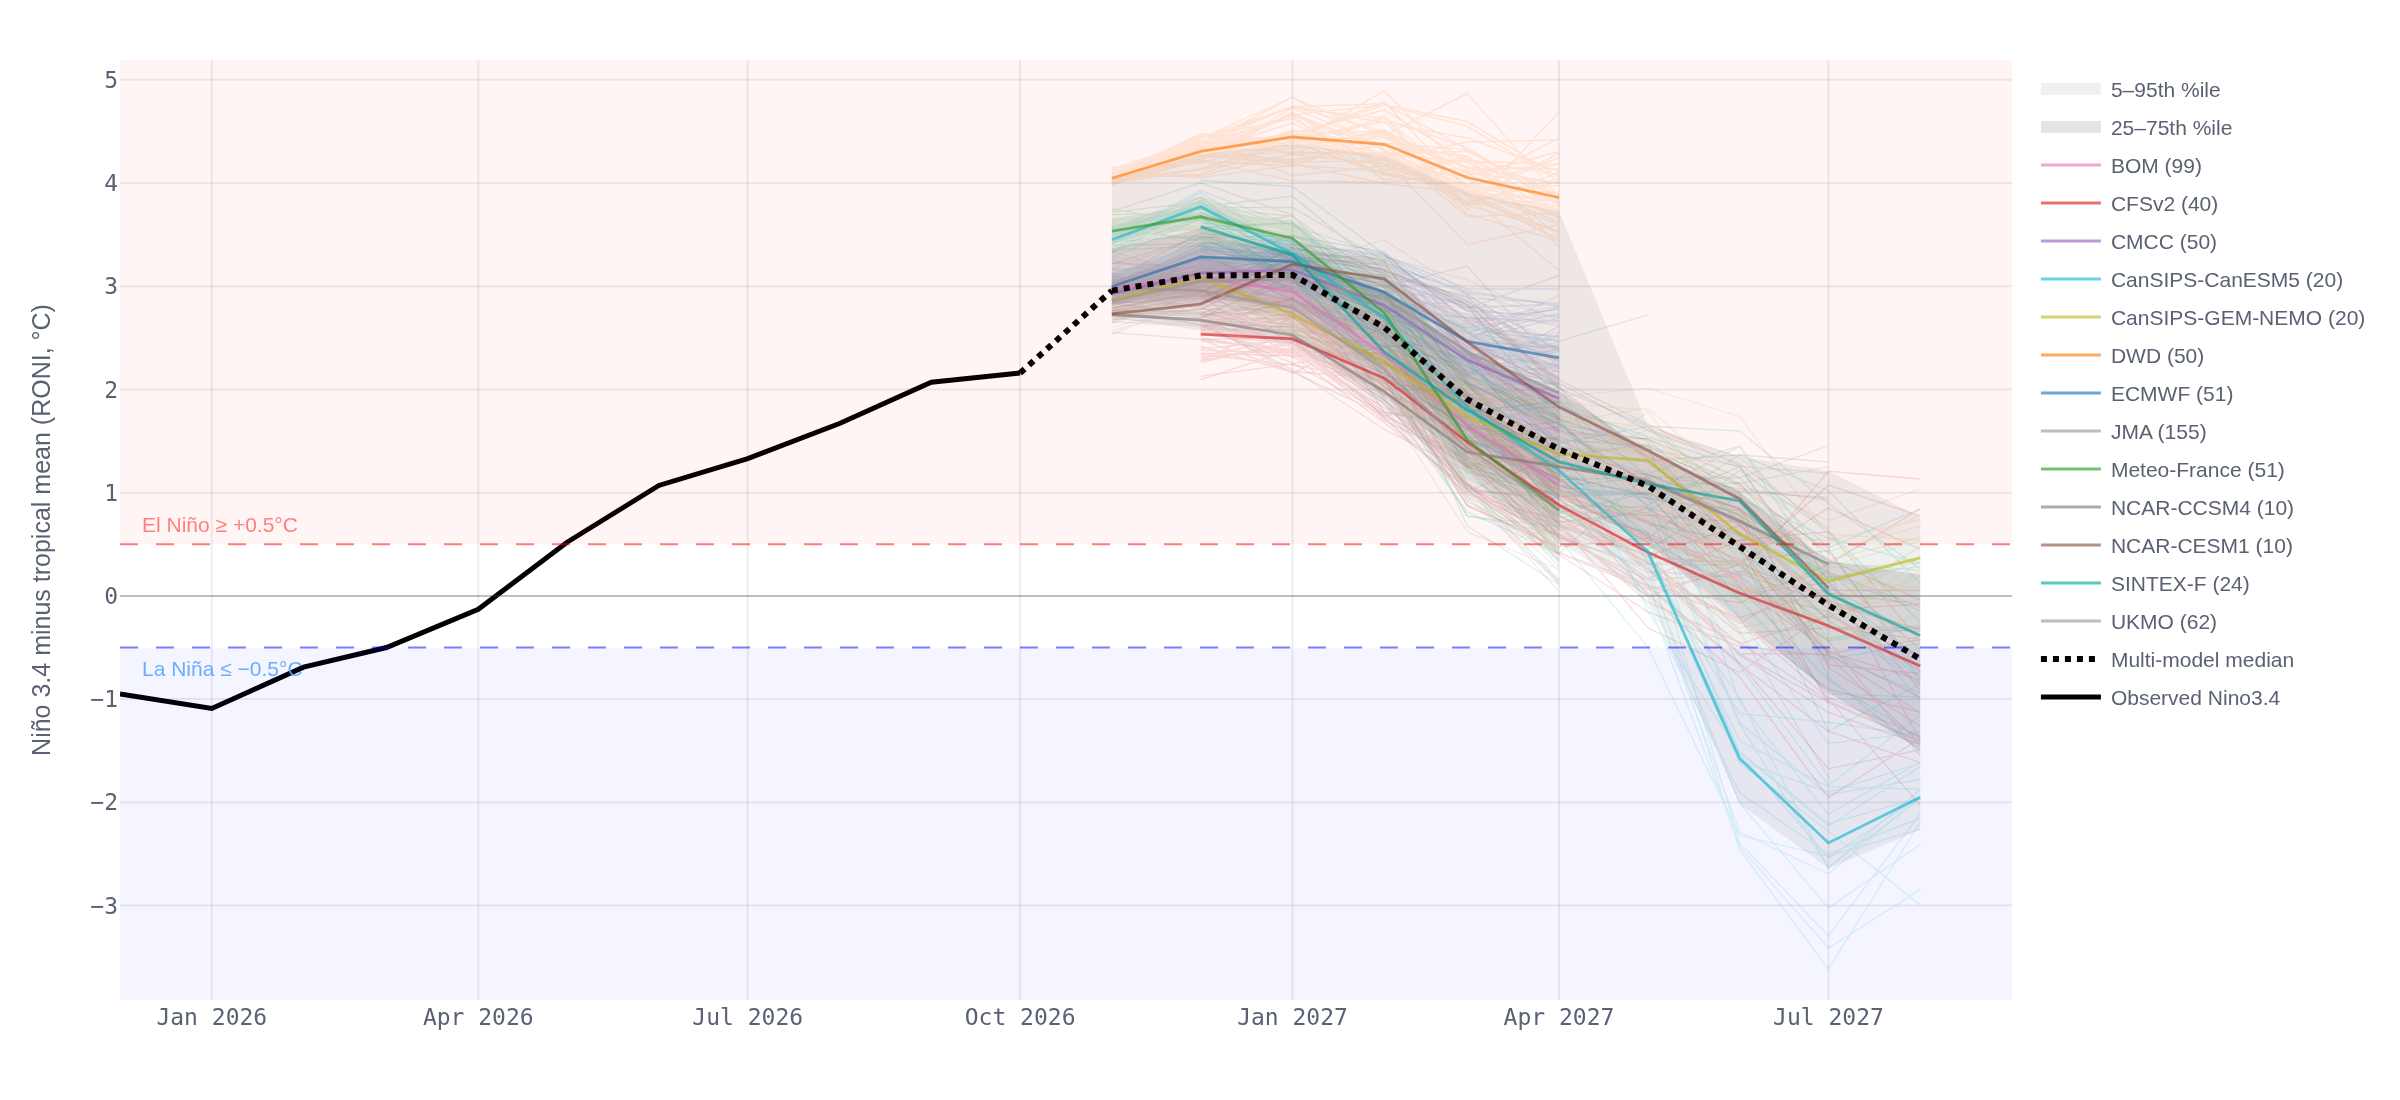 5
4
3
2
1
0
−1
−2
−3
Niño 3.4 minus tropical mean (RONI, °C)
El Niño ≥ +0.5°C
La Niña ≤ −0.5°C
Jan 2026
Apr 2026
Jul 2026
Oct 2026
Jan 2027
Apr 2027
Jul 2027
5–95th %ile
25–75th %ile
BOM (99)
CFSv2 (40)
CMCC (50)
CanSIPS-CanESM5 (20)
CanSIPS-GEM-NEMO (20)
DWD (50)
ECMWF (51)
JMA (155)
Meteo-France (51)
NCAR-CCSM4 (10)
NCAR-CESM1 (10)
SINTEX-F (24)
UKMO (62)
Multi-model median
Observed Nino3.4